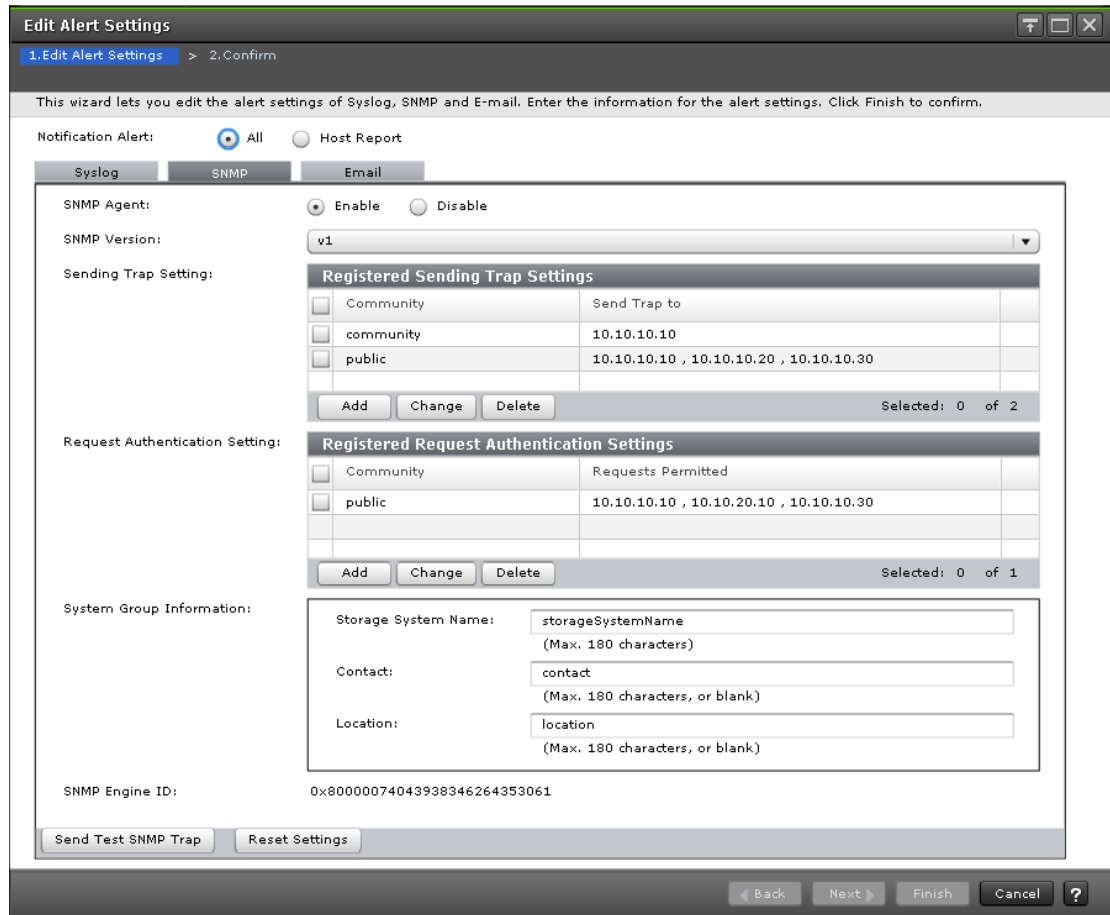 Edit Alert Settings
1.Edit Alert Settings > 2.Confirm
This wizard lets you edit the alert settings of Syslog, SNMP and E-mail. Enter the information for the alert settings. Click Finish to confirm.
Notification Alert: All Host Report
Syslog SNMP Email
SNMP Agent: Enable Disable
SNMP Version: v1
Sending Trap Setting: Registered Sending Trap Settings
Community Send Trap to
community 10.10.10.10
public 10.10.10.10 , 10.10.10.20 , 10.10.10.30
Add Change Delete Selected: 0 of 2
Request Authentication Setting: Registered Request Authentication Settings
Community Requests Permitted
public 10.10.10.10 , 10.10.20.10 , 10.10.10.30
Add Change Delete Selected: 0 of 1
System Group Information:
Storage System Name: storageSystemName
(Max. 180 characters)
Contact: contact
(Max. 180 characters, or blank)
Location: location
(Max. 180 characters, or blank)
SNMP Engine ID: 0x80000074043938346264353061
Send Test SNMP Trap Reset Settings
Back Next Finish Cancel ?